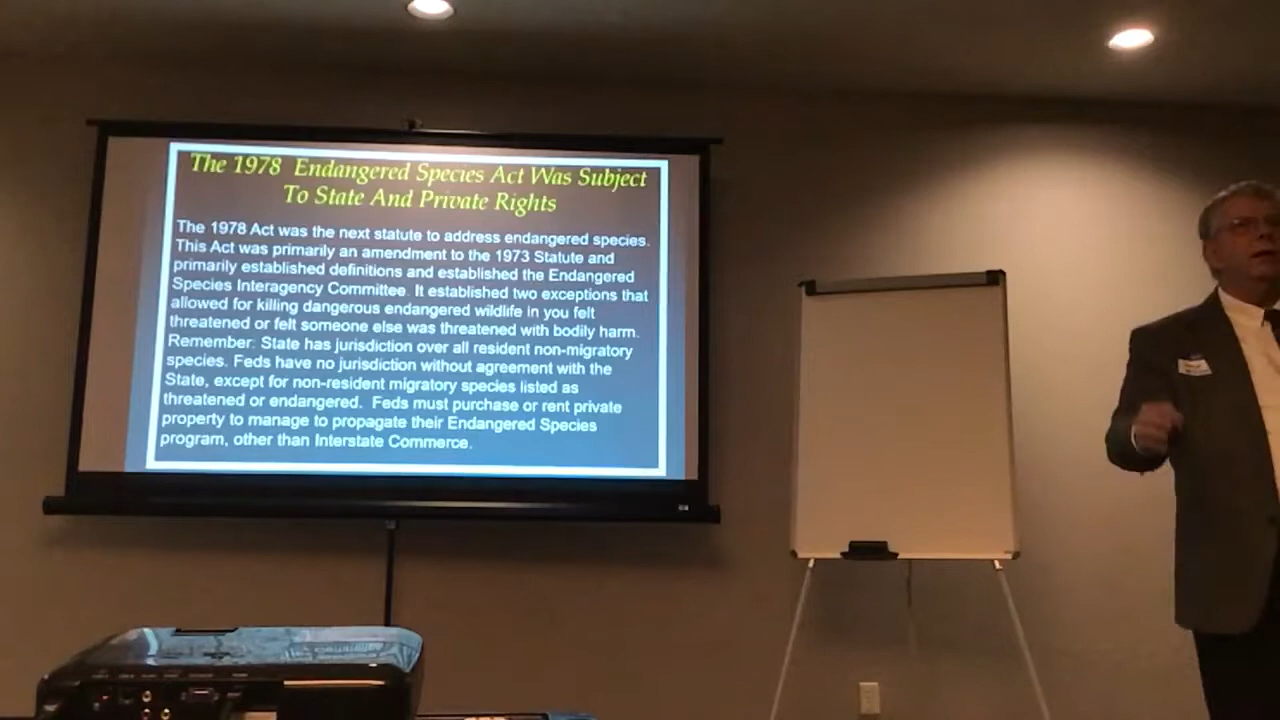 The 1978 Endangered Species Act Was Subject
To State And Private Rights
The 1978 Act was the next statute to address endangered species.
This Act was primarily an amendment to the 1973 Statute and
primarily established definitions and established the Endangered
Species Interagency Committee. It established two exceptions that
allowed for killing dangerous endangered wildlife in you felt
threatened or felt someone else was threatened with bodily harm.
Remember: State has jurisdiction over all resident non-migratory
species. Feds have no jurisdiction without agreement with the
State, except for non-resident migratory species listed as
threatened or endangered. Feds must purchase or rent private
property to manage to propagate their Endangered Species
program, other than Interstate Commerce.